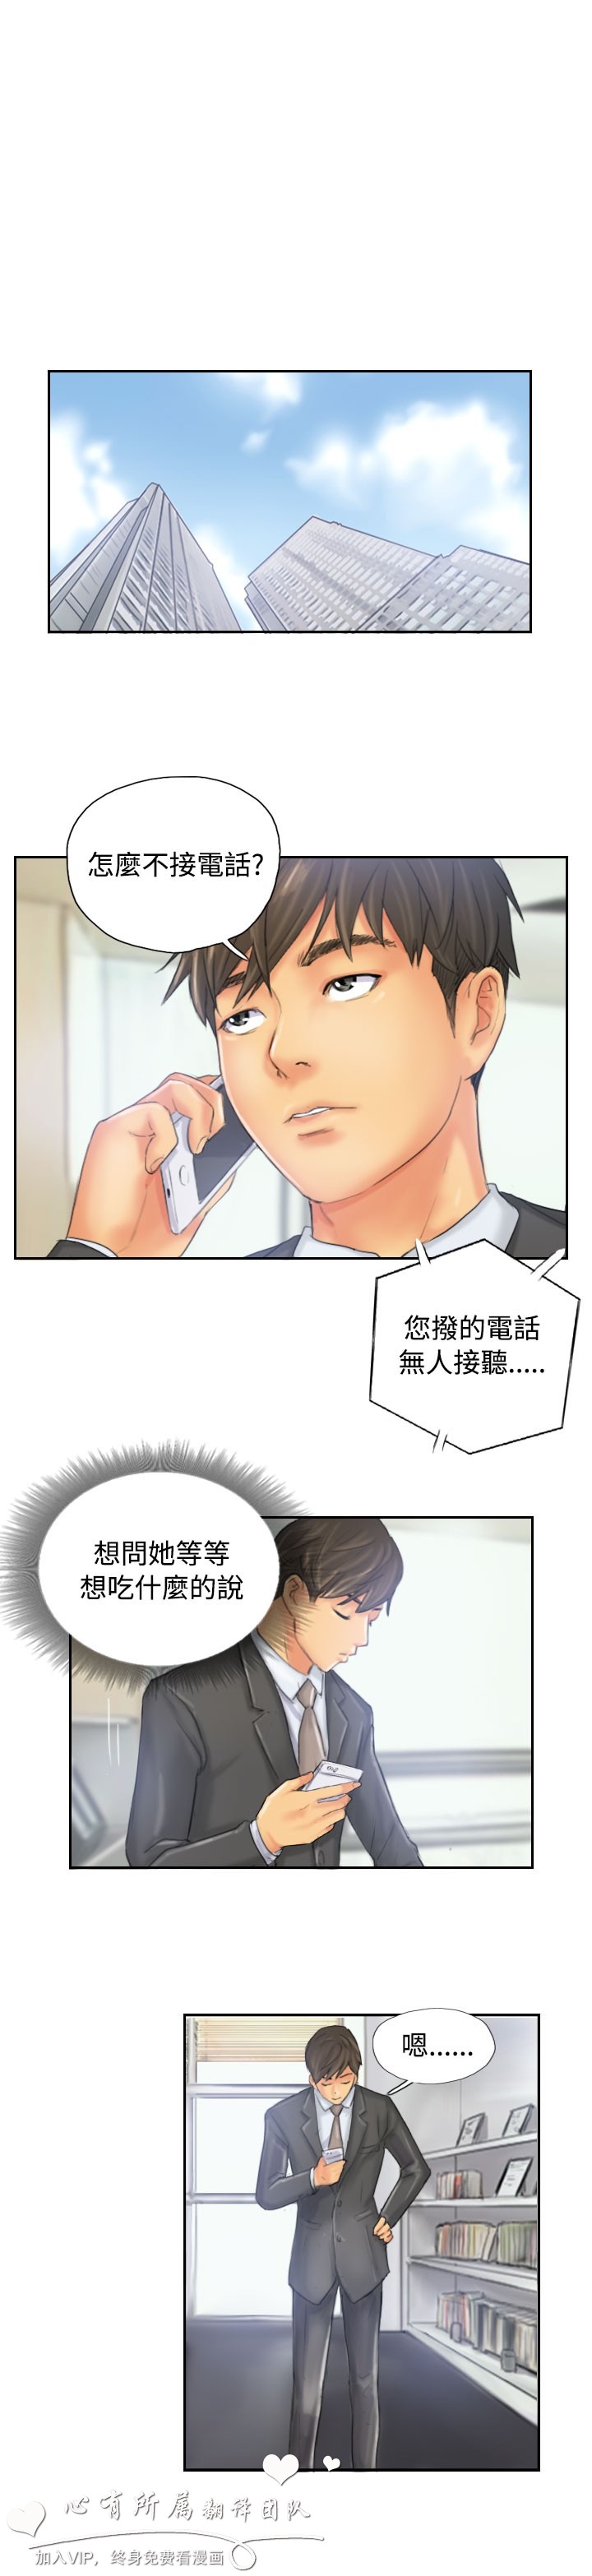 怎麼不接電話?
您撥的電話
無人接聽.....
想問她等等
想吃什麼的說
嗯......
心有所属翻译团队
加入VIP，终身免费看漫画